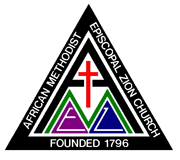 AFRICAN METHODIST
EPISCOPAL ZION CHURCH
FOUNDED 1796